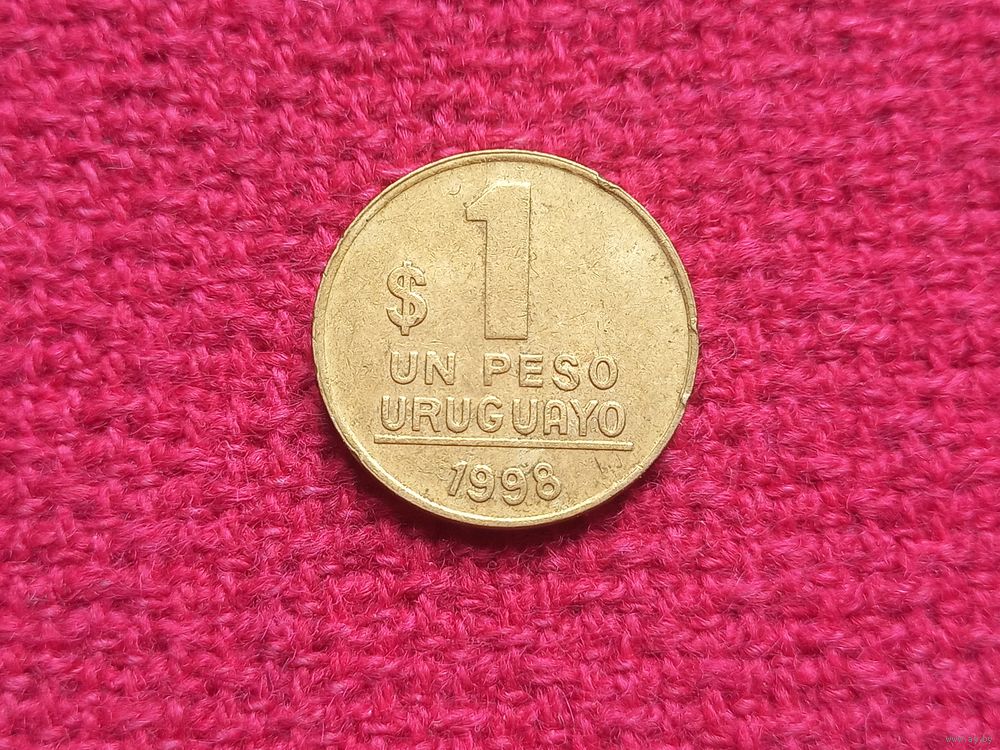 $ 1
UN PESO
URUGUAYO
1998